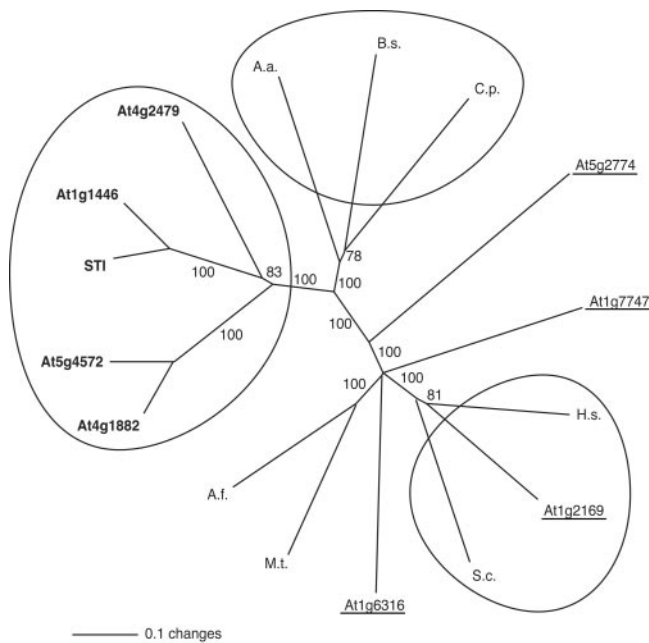 B.s.
A.a.
C.p.
At4g2479
At5g2774
At1g1446
78
STI
100
83
100
100
100
At1g7747
100
100
At5g4572
100
100
81
H.s.
At4g1882
A.f.
At1g2169
M.t.
S.c.
At1g6316
0.1 changes